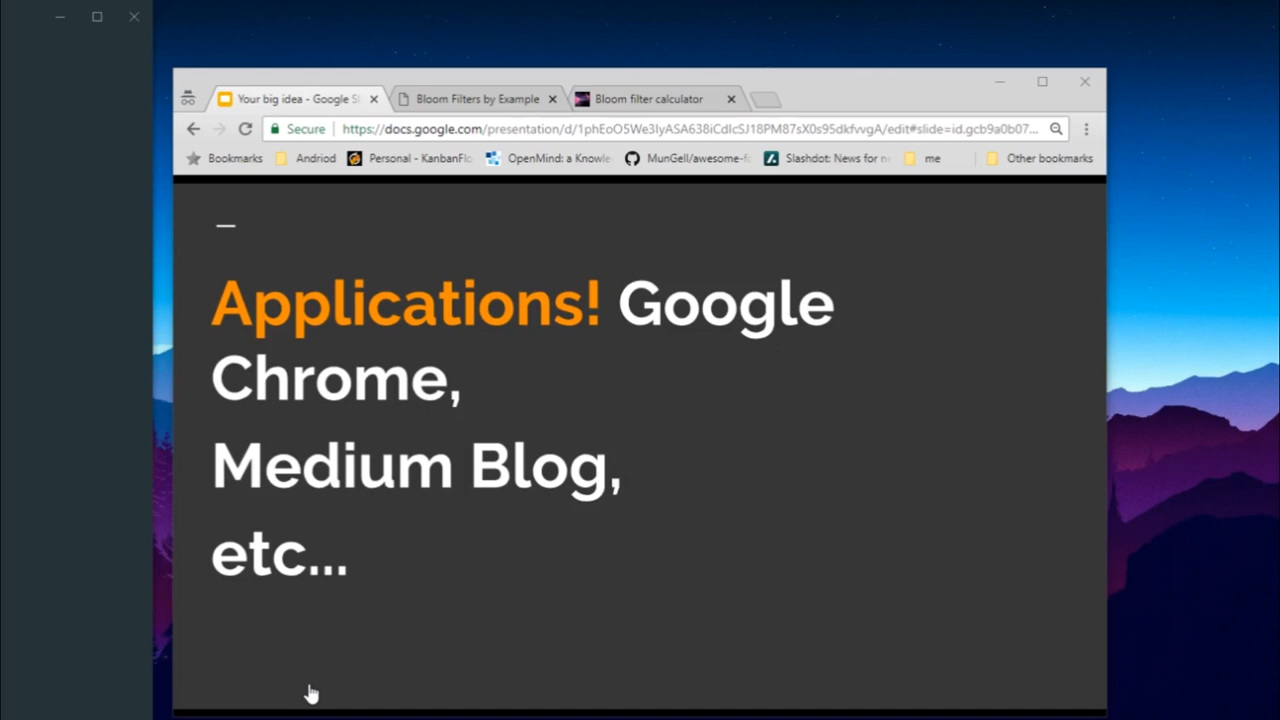 Your big idea - Google Sl
Bloom Filters by Example
Bloom filter calculator
Secure
https://docs.google.com/presentation/d/1phEoO5We3IyASA638iCdIcSJ18PM87sX0s95dkfvvgA/edit#slide=id.gcb9a0b07...
Bookmarks
Andriod
Personal - KanbanFlo
OpenMind: a Knowle
MunGell/awesome-fo
Slashdot: News for n
me
Other bookmarks
Applications! Google
Chrome,
Medium Blog,
etc...